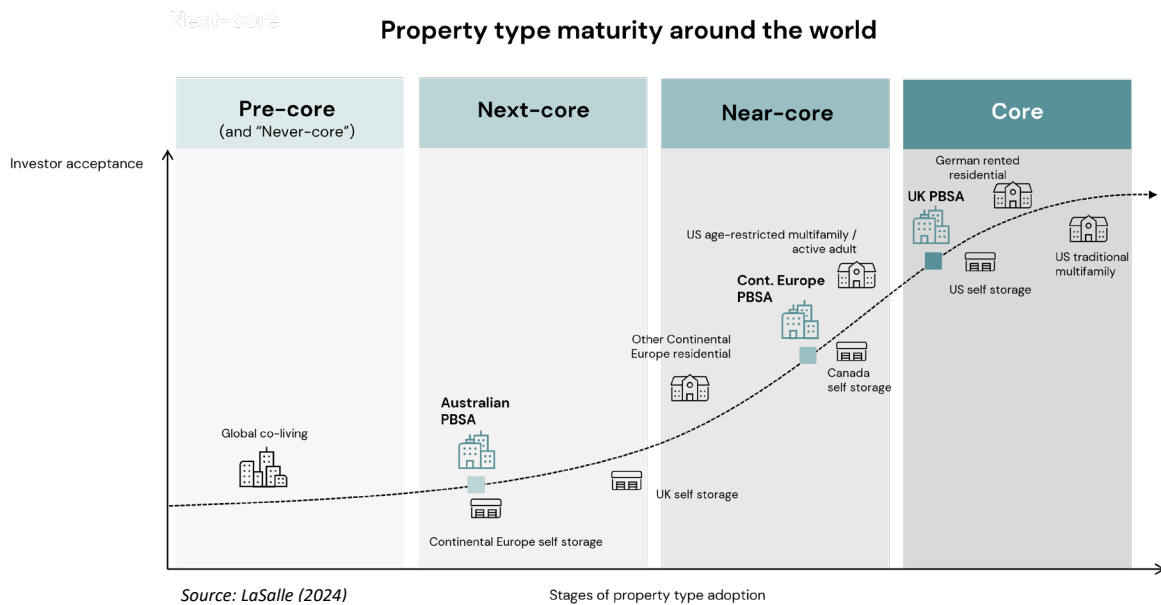 Next-core
Property type maturity around the world
Pre-core
(and “Never-core”)
Next-core
Near-core
Core
Investor acceptance
German rented
residential
UK PBSA
US age-restricted multifamily /
active adult
US traditional
multifamily
US self storage
Cont. Europe
PBSA
Other Continental
Europe residential
Canada
self storage
Australian
PBSA
Global co-living
UK self storage
Continental Europe self storage
Source: LaSalle (2024)
Stages of property type adoption